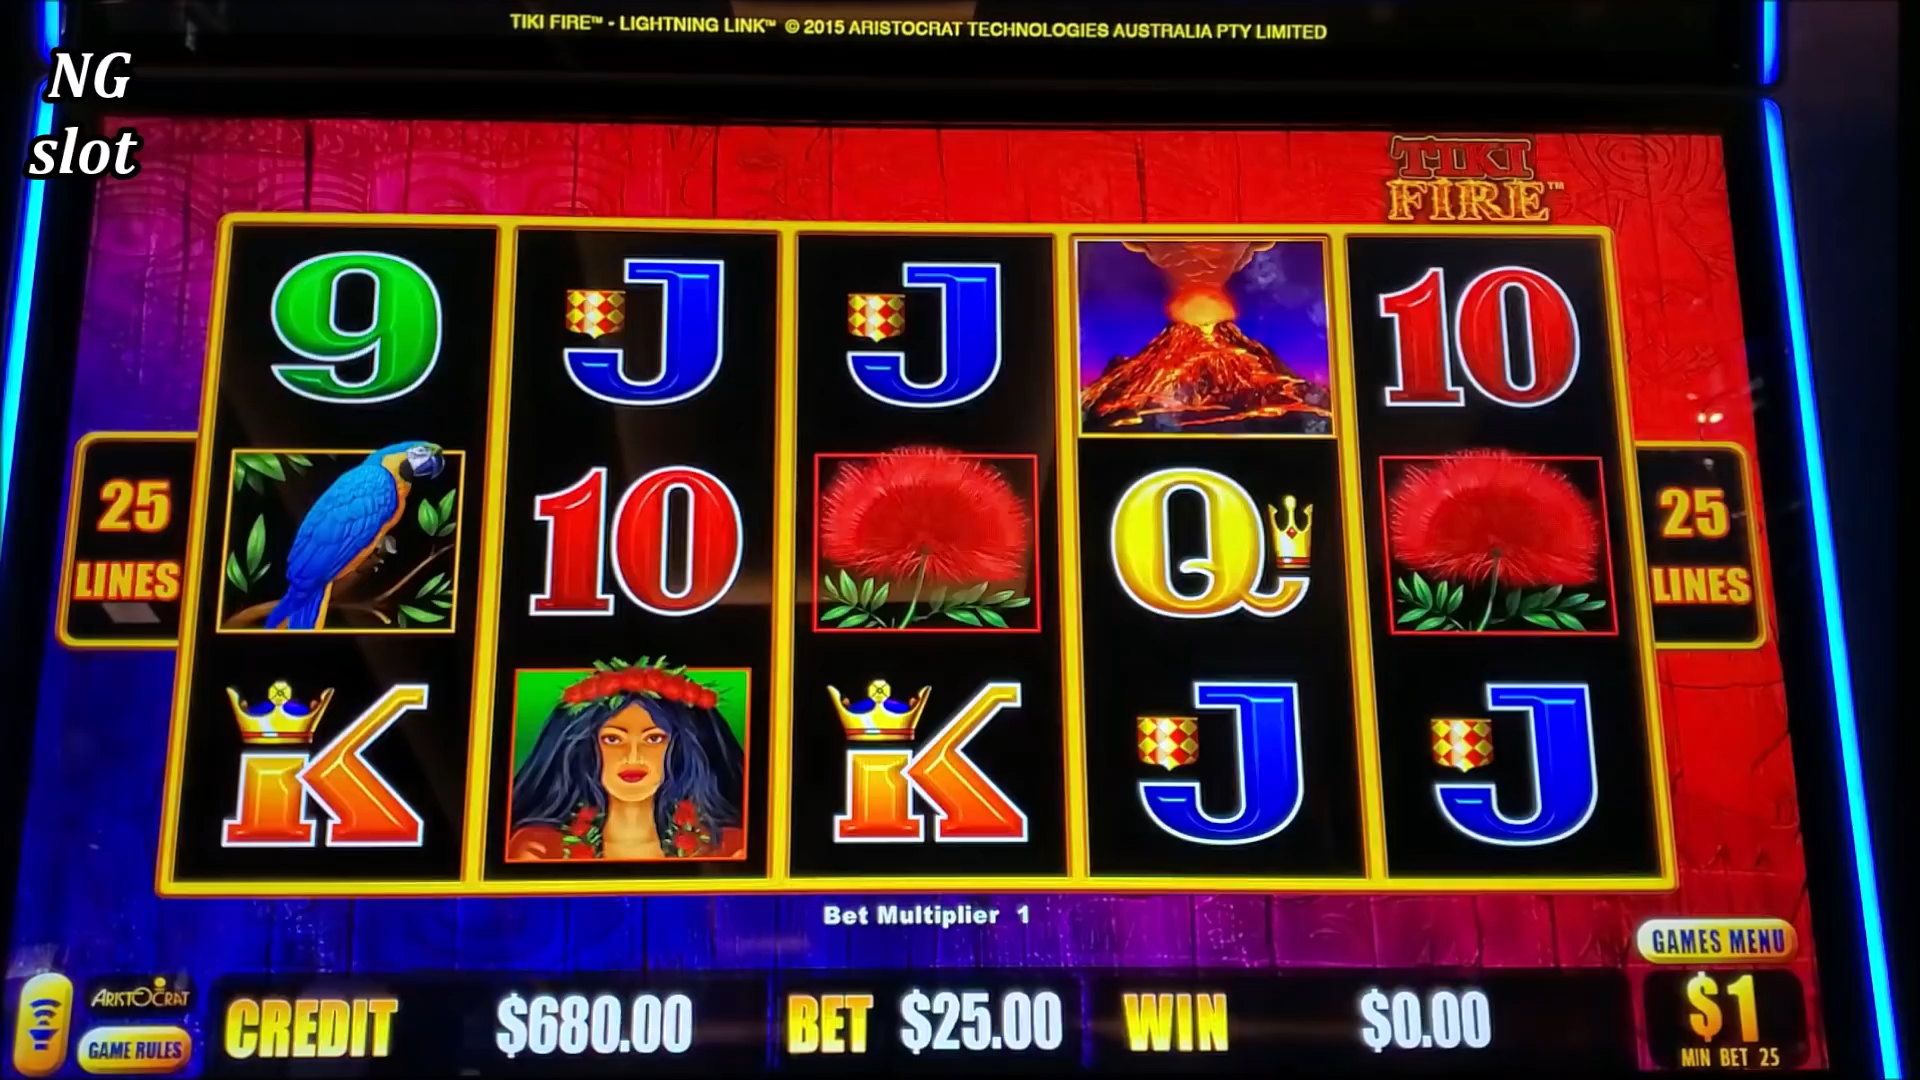 TIKI FIRE™ - LIGHTNING LINK™ © 2015 ARISTOCRAT TECHNOLOGIES AUSTRALIA PTY LIMITED
NG
slot
TIKI
FIRE™
9 J J 10
25
LINES
10 Q
25
LINES
K K J J
Bet Multiplier 1
GAMES MENU
ARISTOCRAT
GAME RULES
CREDIT $680.00 BET $25.00 WIN $0.00
$1
MIN BET 25